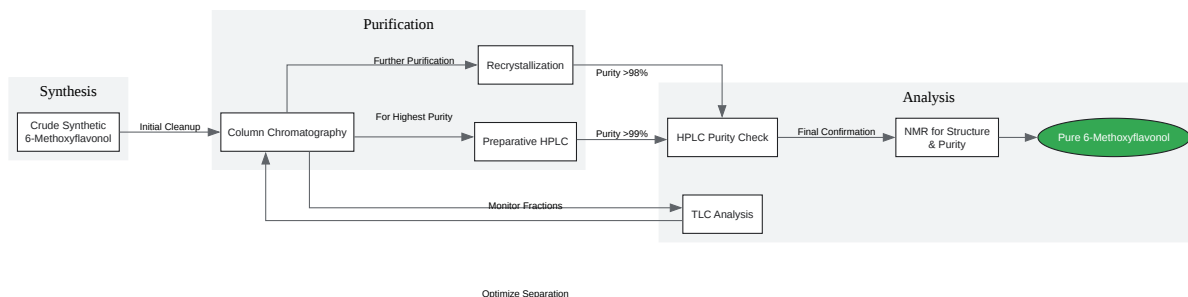 Purification
Synthesis
Analysis
Crude Synthetic
6-Methoxyflavonol
Initial Cleanup
Column Chromatography
Further Purification
Recrystallization
Purity >98%
For Highest Purity
Preparative HPLC
Purity >99%
HPLC Purity Check
Final Confirmation
NMR for Structure
& Purity
Pure 6-Methoxyflavonol
Monitor Fractions
TLC Analysis
Optimize Separation